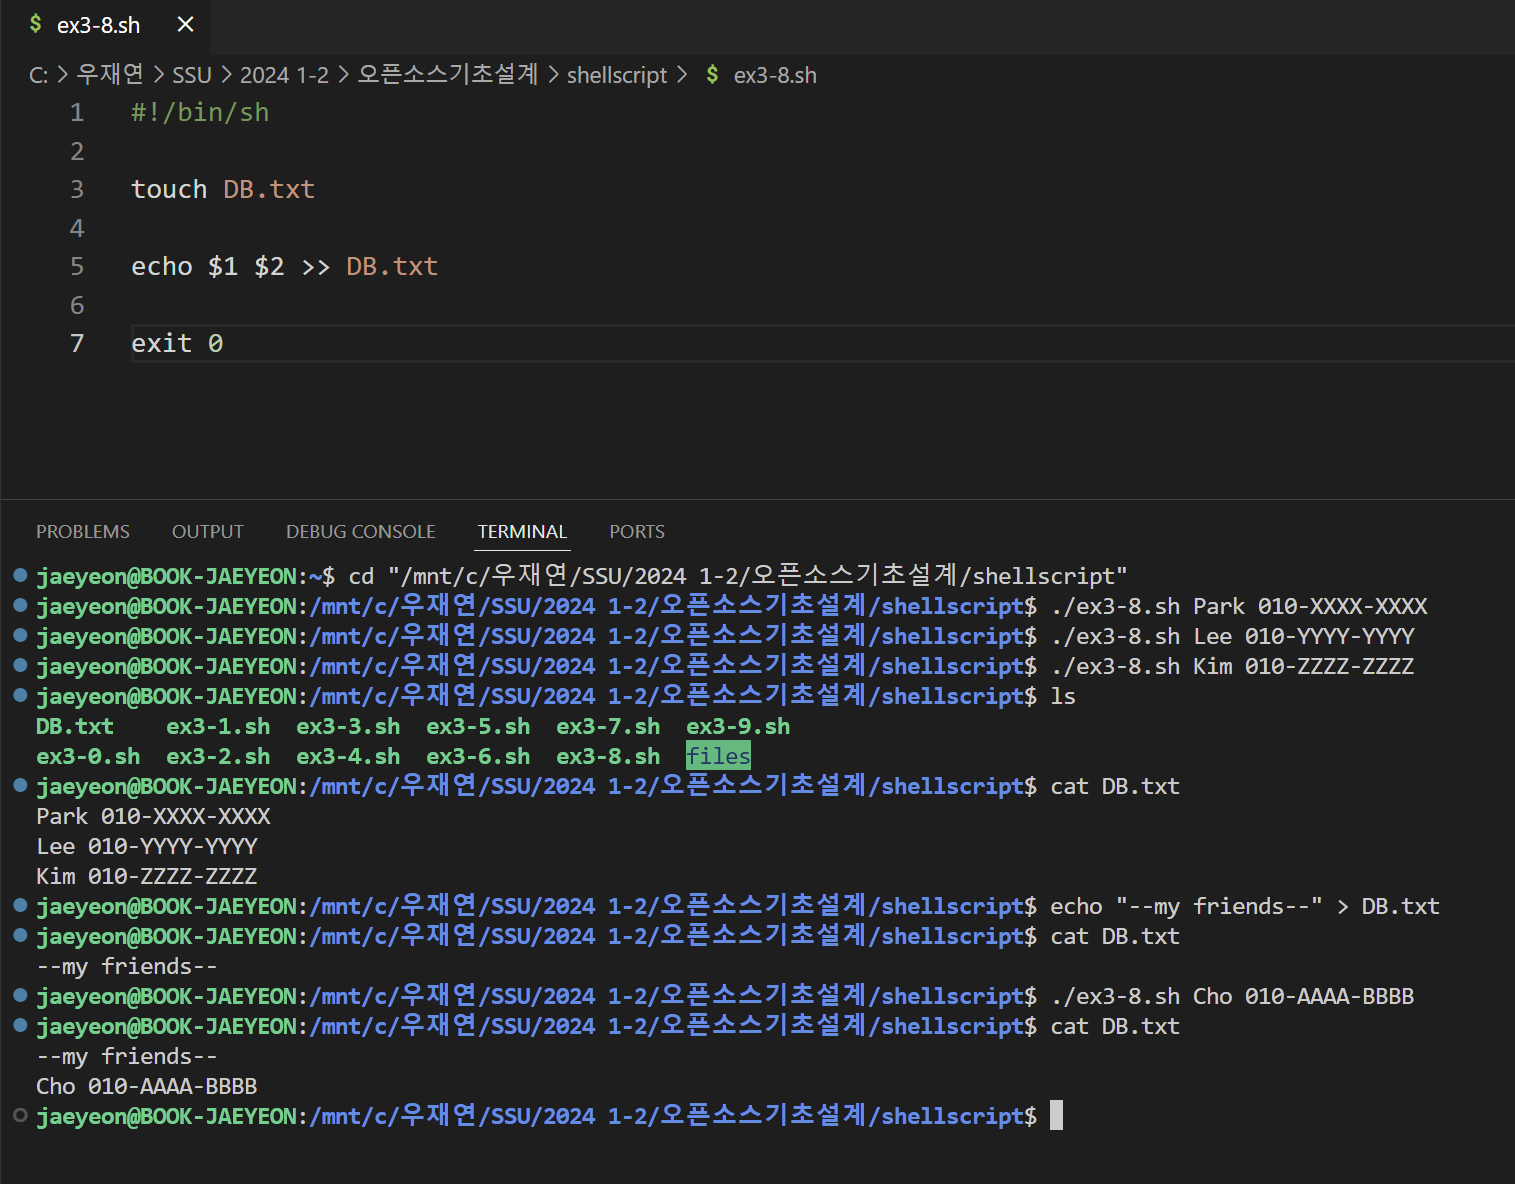 $ ex3-8.sh ×
C: > 우재연 > SSU > 2024 1-2 > 오픈소스기초설계 > shellscript > $ ex3-8.sh
1 #!/bin/sh
2
3 touch DB.txt
4
5 echo $1 $2 >> DB.txt
6
7 exit 0
PROBLEMS OUTPUT DEBUG CONSOLE TERMINAL PORTS
jaeyeon@BOOK-JAEYEON:~$ cd "/mnt/c/우재연/SSU/2024 1-2/오픈소스기초설계/shellscript"
jaeyeon@BOOK-JAEYEON:/mnt/c/우재연/SSU/2024 1-2/오픈소스기초설계/shellscript$ ./ex3-8.sh Park 010-XXXX-XXXX
jaeyeon@BOOK-JAEYEON:/mnt/c/우재연/SSU/2024 1-2/오픈소스기초설계/shellscript$ ./ex3-8.sh Lee 010-YYYY-YYYY
jaeyeon@BOOK-JAEYEON:/mnt/c/우재연/SSU/2024 1-2/오픈소스기초설계/shellscript$ ./ex3-8.sh Kim 010-ZZZZ-ZZZZ
jaeyeon@BOOK-JAEYEON:/mnt/c/우재연/SSU/2024 1-2/오픈소스기초설계/shellscript$ ls
DB.txt ex3-1.sh ex3-3.sh ex3-5.sh ex3-7.sh ex3-9.sh
ex3-0.sh ex3-2.sh ex3-4.sh ex3-6.sh ex3-8.sh files
jaeyeon@BOOK-JAEYEON:/mnt/c/우재연/SSU/2024 1-2/오픈소스기초설계/shellscript$ cat DB.txt
Park 010-XXXX-XXXX
Lee 010-YYYY-YYYY
Kim 010-ZZZZ-ZZZZ
jaeyeon@BOOK-JAEYEON:/mnt/c/우재연/SSU/2024 1-2/오픈소스기초설계/shellscript$ echo "--my friends--" > DB.txt
jaeyeon@BOOK-JAEYEON:/mnt/c/우재연/SSU/2024 1-2/오픈소스기초설계/shellscript$ cat DB.txt
--my friends--
jaeyeon@BOOK-JAEYEON:/mnt/c/우재연/SSU/2024 1-2/오픈소스기초설계/shellscript$ ./ex3-8.sh Cho 010-AAAA-BBBB
jaeyeon@BOOK-JAEYEON:/mnt/c/우재연/SSU/2024 1-2/오픈소스기초설계/shellscript$ cat DB.txt
--my friends--
Cho 010-AAAA-BBBB
jaeyeon@BOOK-JAEYEON:/mnt/c/우재연/SSU/2024 1-2/오픈소스기초설계/shellscript$